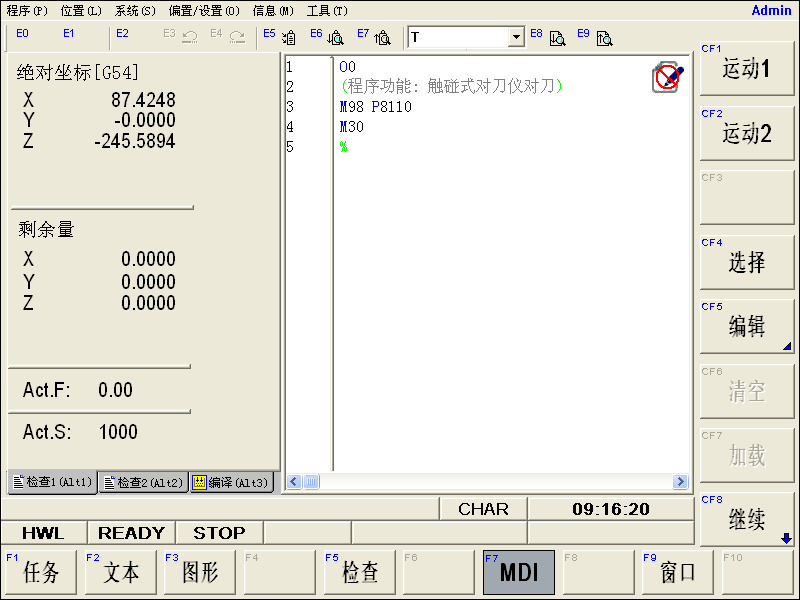 程序(P) 位置(L) 系统(S) 偏置/设置(O) 信息(M) 工具(T) Admin
E0 E1 E2 E3 E4 E5 E6 E7 T E8 E9
绝对坐标[G54]
X 87.4248
Y -0.0000
Z -245.5894
剩余量
X 0.0000
Y 0.0000
Z 0.0000
Act.F: 0.00
Act.S: 1000
检查1(Alt1) 检查2(Alt2) 编译(Alt3)
1 O0
2 (程序功能: 触碰式对刀仪对刀)
3 M98 P8110
4 M30
5 %
CF1 运动1
CF2 运动2
CF3
CF4 选择
CF5 编辑
CF6 清空
CF7 加载
CF8 继续
CHAR 09:16:20
HWL READY STOP
F1 任务 F2 文本 F3 图形 F4 F5 检查 F6 F7 MDI F8 F9 窗口 F10